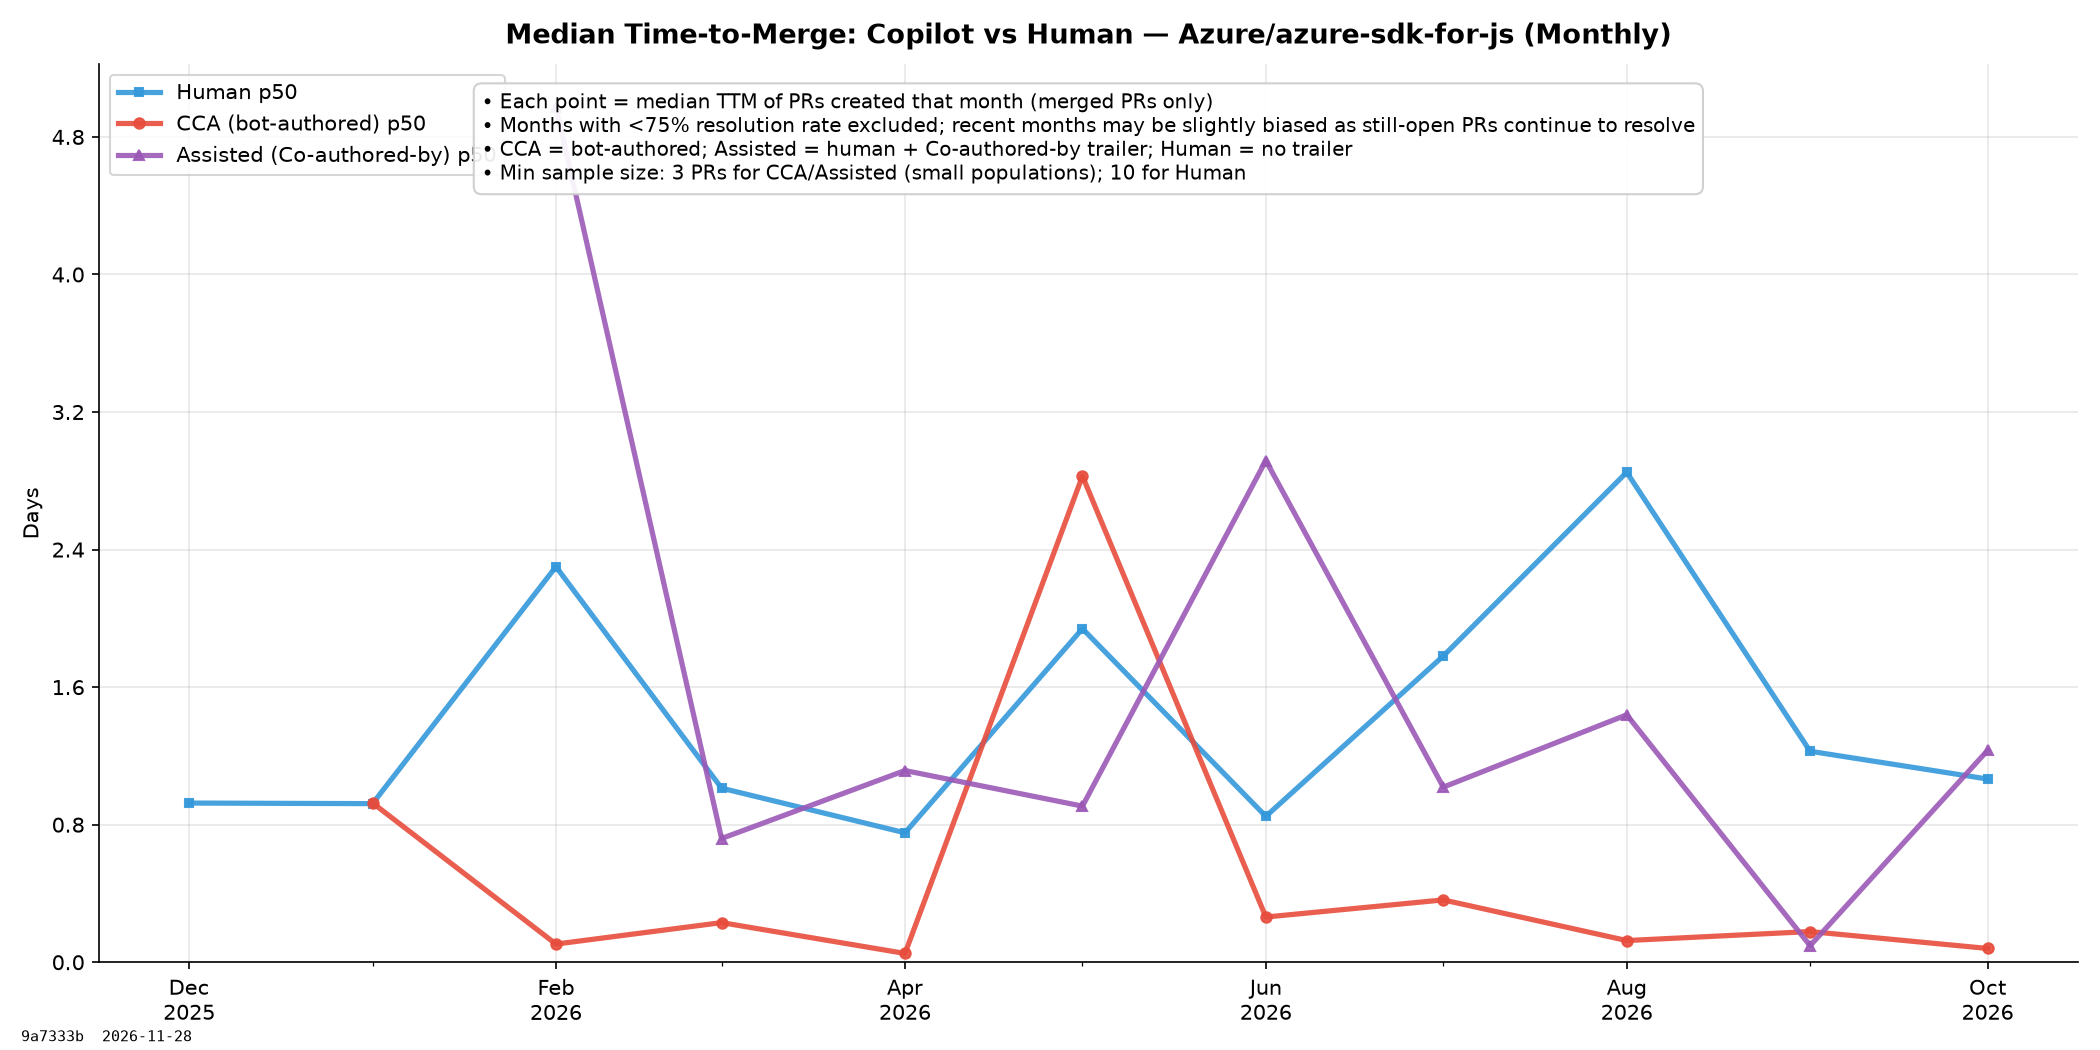 Median Time-to-Merge: Copilot vs Human — Azure/azure-sdk-for-js (Monthly)
Human p50
CCA (bot-authored) p50
Assisted (Co-authored-by) p50
• Each point = median TTM of PRs created that month (merged PRs only)
• Months with <75% resolution rate excluded; recent months may be slightly biased as still-open PRs continue to resolve
• CCA = bot-authored; Assisted = human + Co-authored-by trailer; Human = no trailer
• Min sample size: 3 PRs for CCA/Assisted (small populations); 10 for Human
Days
4.8
4.0
3.2
2.4
1.6
0.8
0.0
Dec
2025
Feb
2026
Apr
2026
Jun
2026
Aug
2026
Oct
2026
9a7333b 2026-11-28